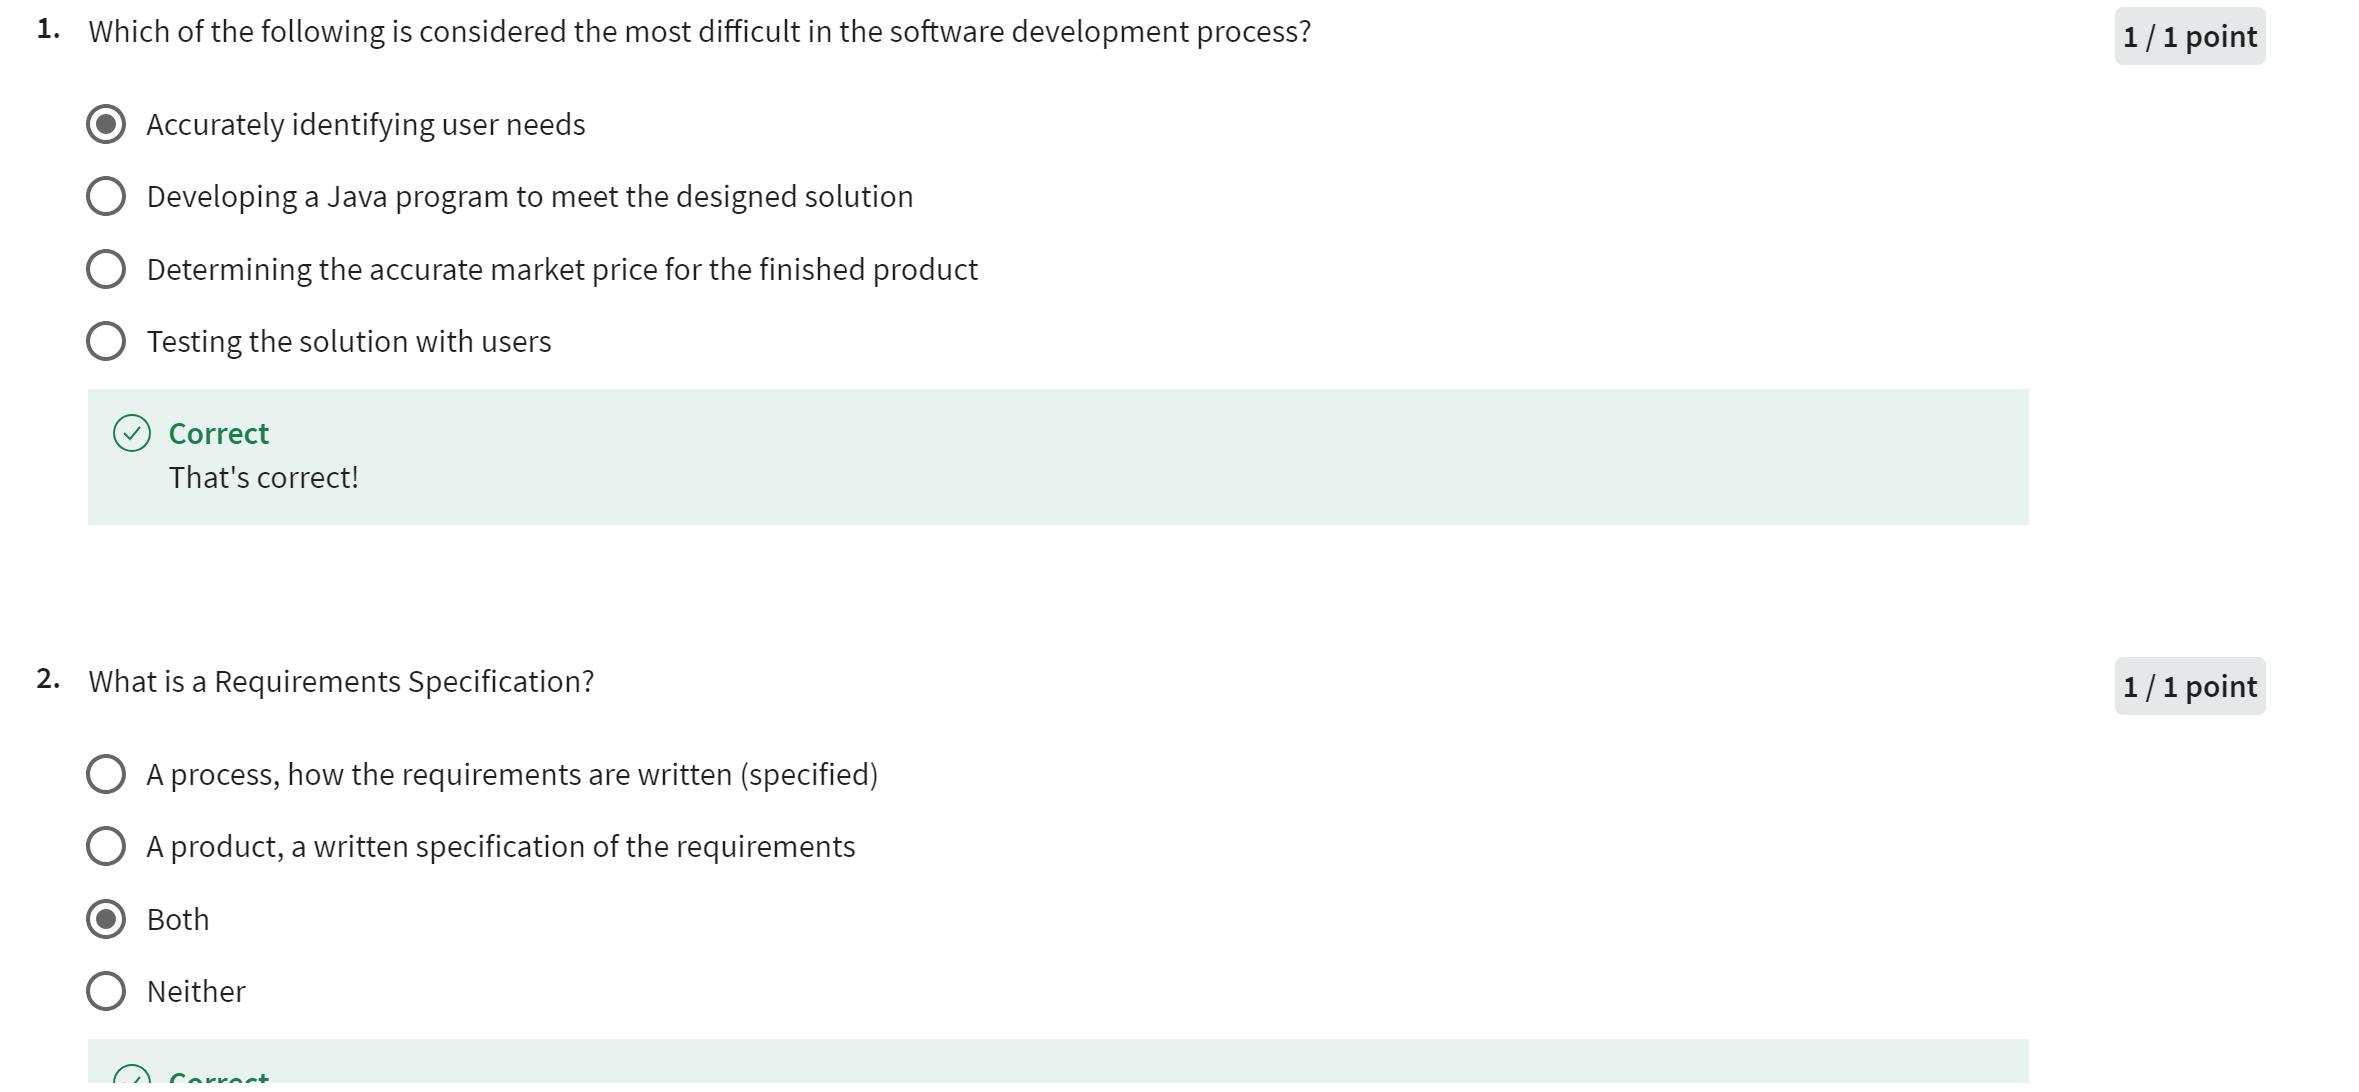 1. Which of the following is considered the most difficult in the software development process?
1 / 1 point
Accurately identifying user needs
Developing a Java program to meet the designed solution
Determining the accurate market price for the finished product
Testing the solution with users
Correct
That's correct!
2. What is a Requirements Specification?
1 / 1 point
A process, how the requirements are written (specified)
A product, a written specification of the requirements
Both
Neither
Correct